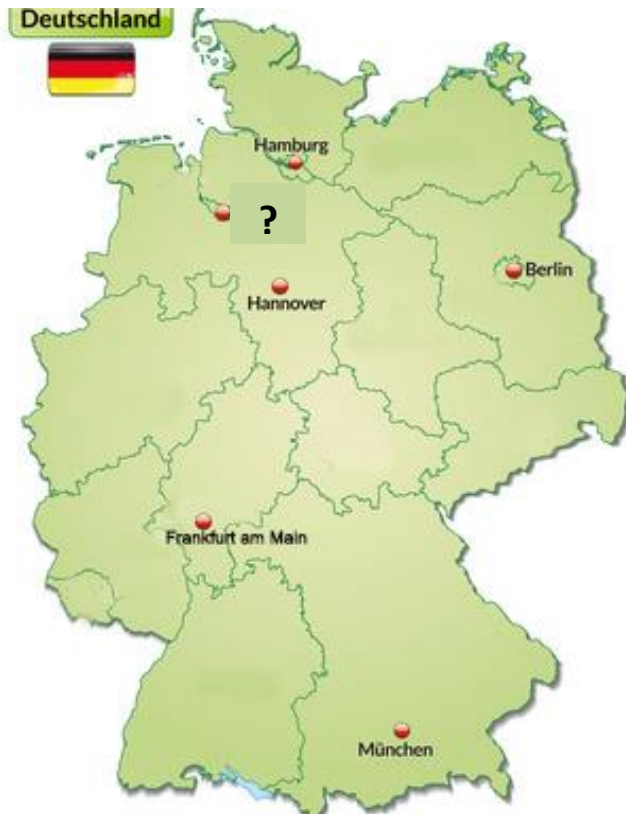 Deutschland
Hamburg
?
Berlin
Hannover
Frankfurt am Main
München